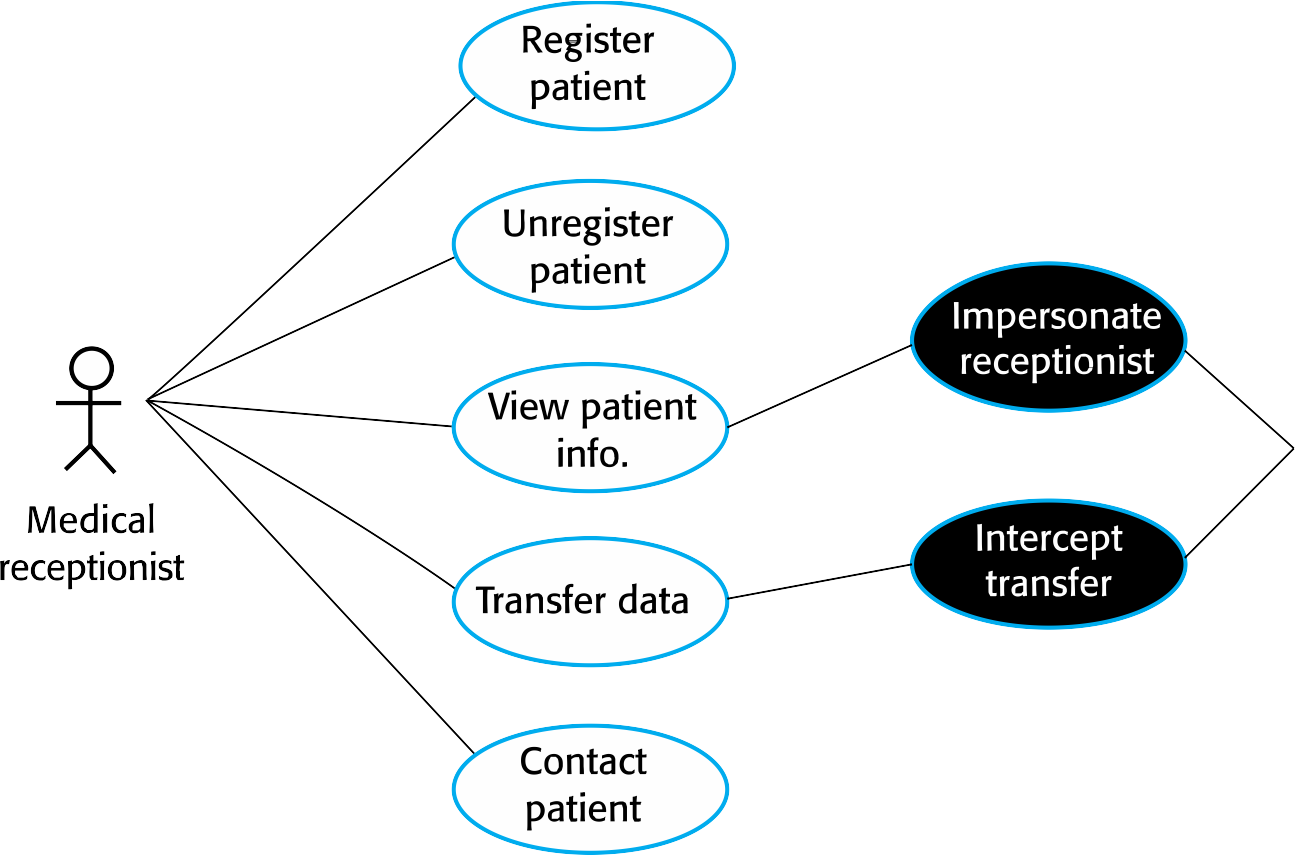 Register
patient
Unregister
patient
Impersonate
receptionist
View patient
info.
Medical
receptionist
Intercept
transfer
Transfer data
Contact
patient